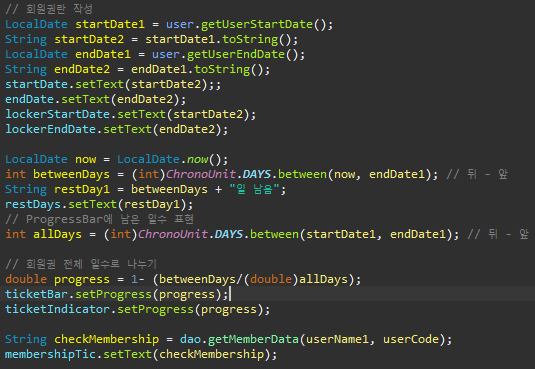 // 회원권란 작성
LocalDate startDate1 = user.getUserStartDate();
String startDate2 = startDate1.toString();
LocalDate endDate1 = user.getUserEndDate();
String endDate2 = endDate1.toString();
startDate.setText(startDate2);;
endDate.setText(endDate2);
lockerStartDate.setText(startDate2);
lockerEndDate.setText(endDate2);
LocalDate now = LocalDate.now();
int betweenDays = (int)ChronoUnit.DAYS.between(now, endDate1); // 뒤 - 앞
String restDay1 = betweenDays + "일 남음";
restDays.setText(restDay1);
// ProgressBar에 남은 일수 표현
int allDays = (int)ChronoUnit.DAYS.between(startDate1, endDate1); // 뒤 - 앞
// 회원권 전체 일수로 나누기
double progress = 1- (betweenDays/(double)allDays);
ticketBar.setProgress(progress);
ticketIndicator.setProgress(progress);
String checkMembership = dao.getMemberData(userName1, userCode);
membershipTic.setText(checkMembership);